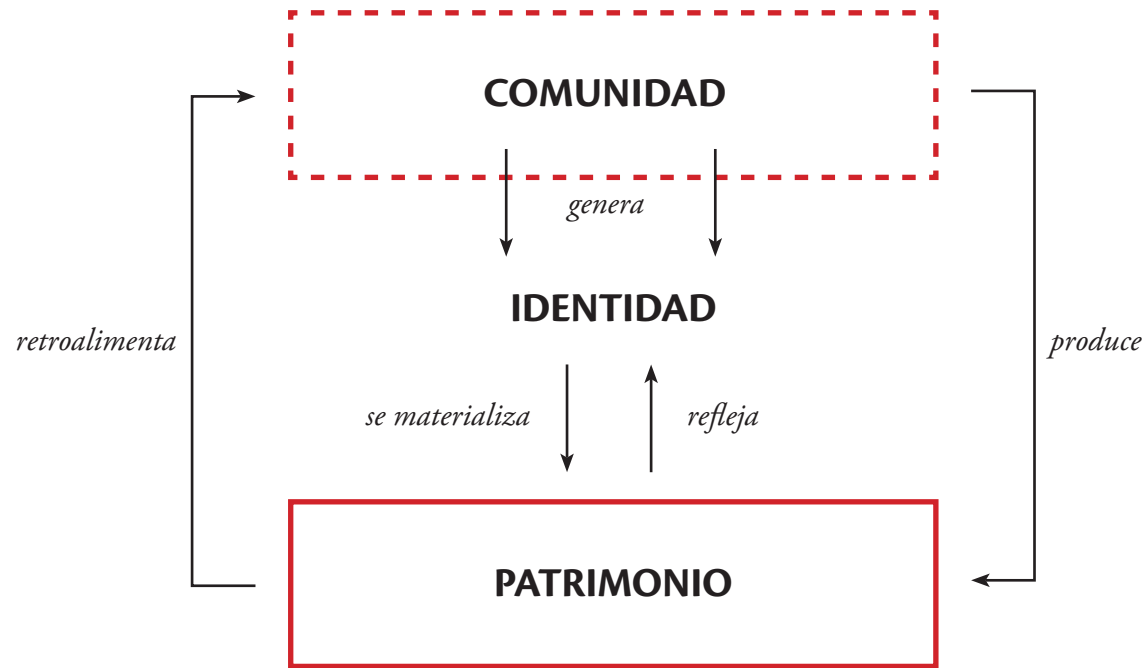 COMUNIDAD
genera
IDENTIDAD
retroalimenta
produce
se materializa
refleja
PATRIMONIO